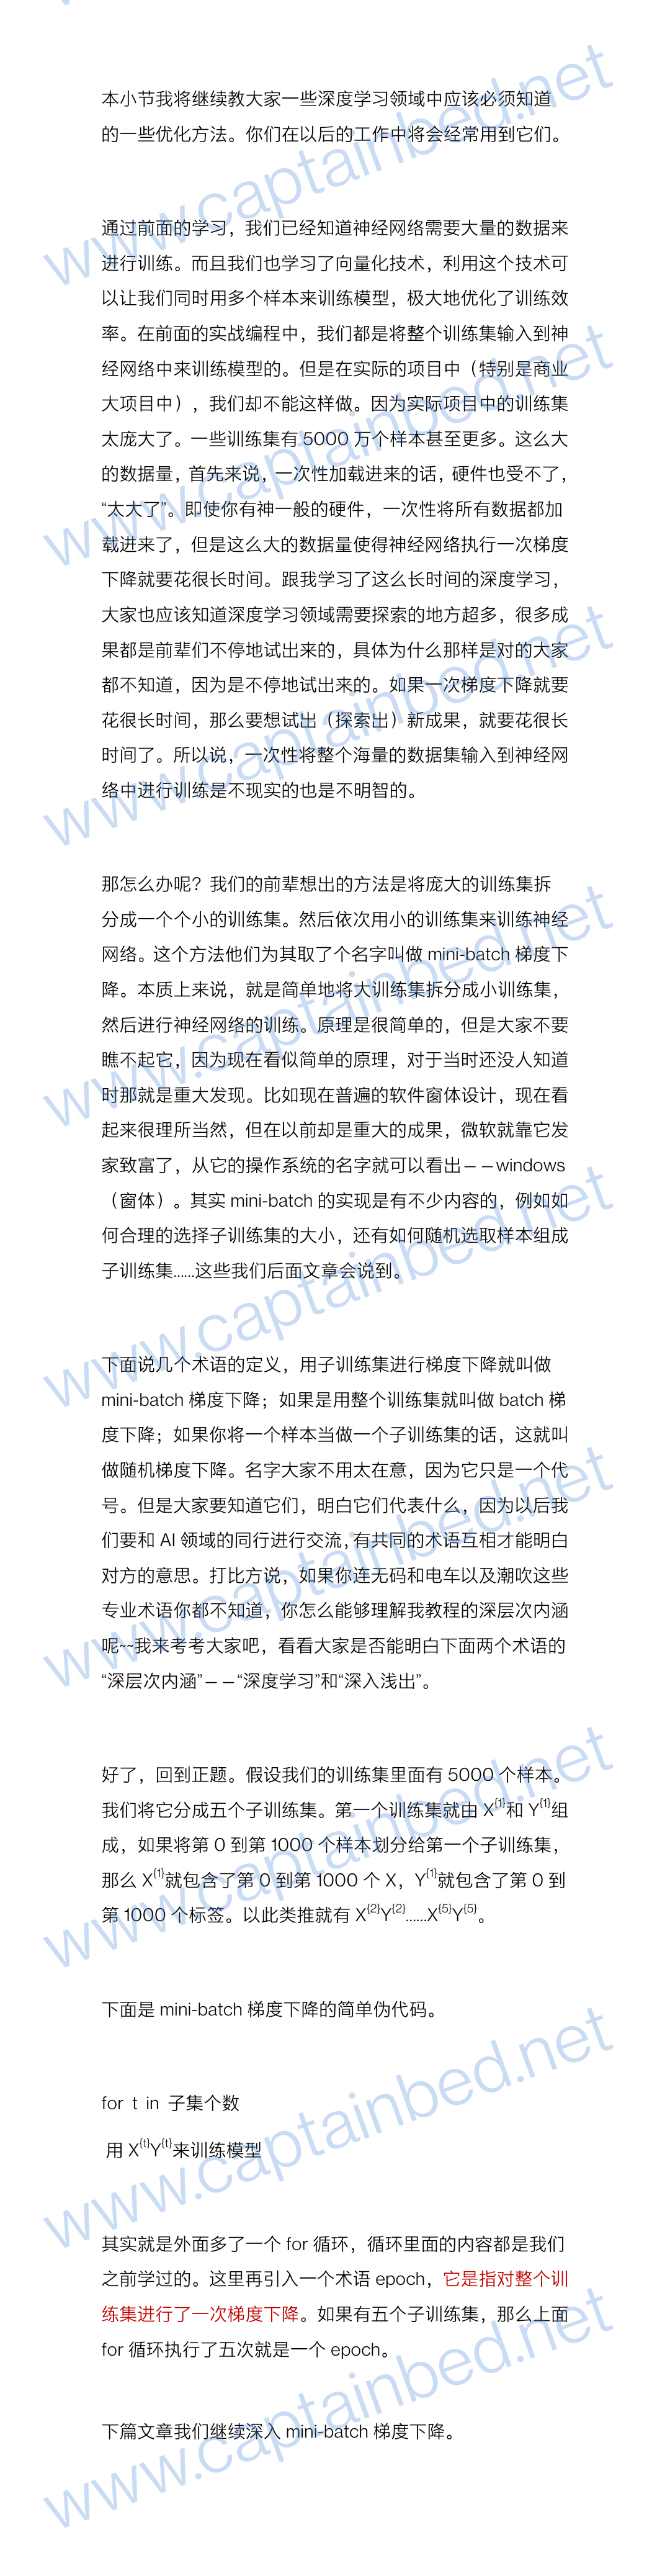 本小节我将继续教大家一些深度学习领域中应该必须知道
的一些优化方法。你们在以后的工作中将会经常用到它们。
www.captainbed.net
通过前面的学习，我们已经知道神经网络需要大量的数据来
进行训练。而且我们也学习了向量化技术，利用这个技术可
以让我们同时用多个样本来训练模型，极大地优化了训练效
率。在前面的实战编程中，我们都是将整个训练集输入到神
经网络中来训练模型的。但是在实际的项目中（特别是商业
大项目中），我们却不能这样做。因为实际项目中的训练集
太庞大了。一些训练集有 5000 万个样本甚至更多。这么大
的数据量，首先来说，一次性加载进来的话，硬件也受不了，
“太大了”。即使你有神一般的硬件，一次性将所有数据都加
载进来了，但是这么大的数据量使得神经网络执行一次梯度
www.captainbed.net
下降就要花很长时间。跟我学习了这么长时间的深度学习，
大家也应该知道深度学习领域需要探索的地方超多，很多成
果都是前辈们不停地试出来的，具体为什么那样是对的大家
都不知道，因为是不停地试出来的。如果一次梯度下降就要
花很长时间，那么要想试出（探索出）新成果，就要花很长
时间了。所以说，一次性将整个海量的数据集输入到神经网
络中进行训练是不现实的也是不明智的。
www.captainbed.net
那怎么办呢？我们的前辈想出的方法是将庞大的训练集拆
分成一个个小的训练集。然后依次用小的训练集来训练神经
网络。这个方法他们为其取了个名字叫做 mini-batch 梯度下
降。本质上来说，就是简单地将大训练集拆分成小训练集，
然后进行神经网络的训练。原理是很简单的，但是大家不要
瞧不起它，因为现在看似简单的原理，对于当时还没人知道
时那就是重大发现。比如现在普遍的软件窗体设计，现在看
www.captainbed.net
起来很理所当然，但在以前却是重大的成果，微软就靠它发
家致富了，从它的操作系统的名字就可以看出——windows
（窗体）。其实 mini-batch 的实现是有不少内容的，例如如
何合理的选择子训练集的大小，还有如何随机选取样本组成
子训练集......这些我们后面文章会说到。
www.captainbed.net
下面说几个术语的定义，用子训练集进行梯度下降就叫做
mini-batch 梯度下降；如果是用整个训练集就叫做 batch 梯
度下降；如果你将一个样本当做一个子训练集的话，这就叫
做随机梯度下降。名字大家不用太在意，因为它只是一个代
号。但是大家要知道它们，明白它们代表什么，因为以后我
们要和 AI 领域的同行进行交流，有共同的术语互相才能明白
对方的意思。打比方说，如果你连无码和电车以及潮吹这些
专业术语你都不知道，你怎么能够理解我教程的深层次内涵
呢~~我来考考大家吧，看看大家是否能明白下面两个术语的
“深层次内涵”——“深度学习”和“深入浅出”。
www.captainbed.net
好了，回到正题。假设我们的训练集里面有 5000 个样本。
我们将它分成五个子训练集。第一个训练集就由 X{1}和 Y{1}组
成，如果将第 0 到第 1000 个样本划分给第一个子训练集，
那么 X{1}就包含了第 0 到第 1000 个 X，Y{1}就包含了第 0 到
第 1000 个标签。以此类推就有 X{2}Y{2}......X{5}Y{5}。
www.captainbed.net
下面是 mini-batch 梯度下降的简单伪代码。
for t in 子集个数
用 X{t}Y{t}来训练模型
www.captainbed.net
其实就是外面多了一个 for 循环，循环里面的内容都是我们
之前学过的。这里再引入一个术语 epoch，它是指对整个训
练集进行了一次梯度下降。如果有五个子训练集，那么上面
for 循环执行了五次就是一个 epoch。
下篇文章我们继续深入 mini-batch 梯度下降。
www.captainbed.net